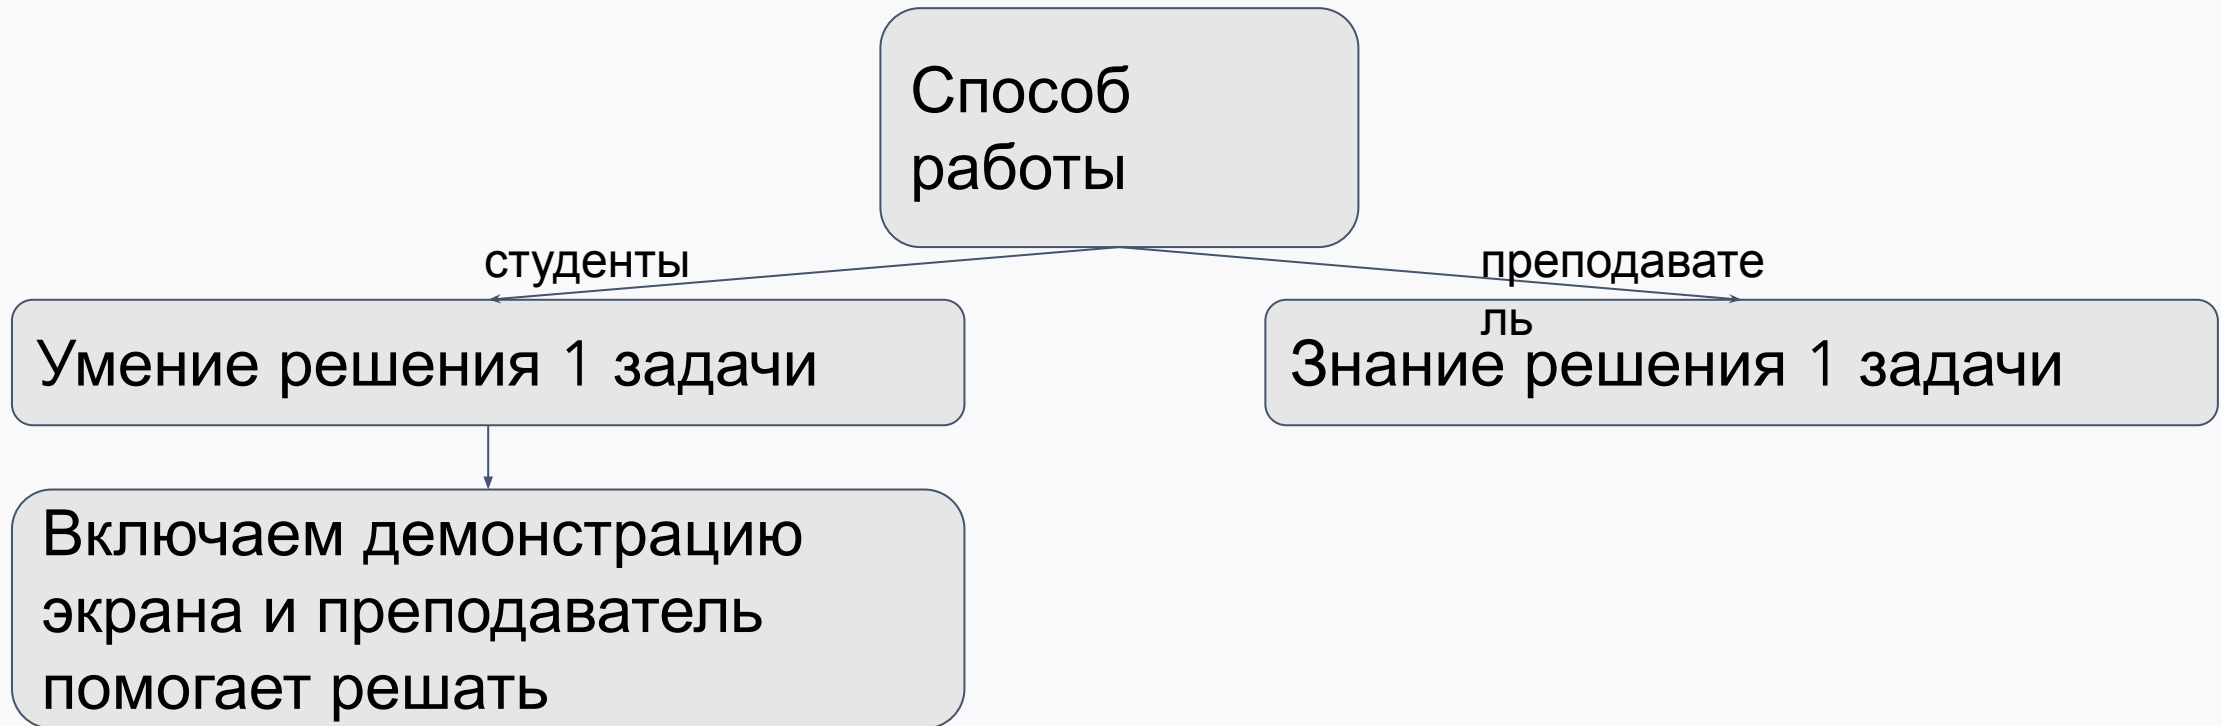 Способ
работы
студенты
преподавате
ль
Умение решения 1 задачи
Знание решения 1 задачи
Включаем демонстрацию
экрана и преподаватель
помогает решать